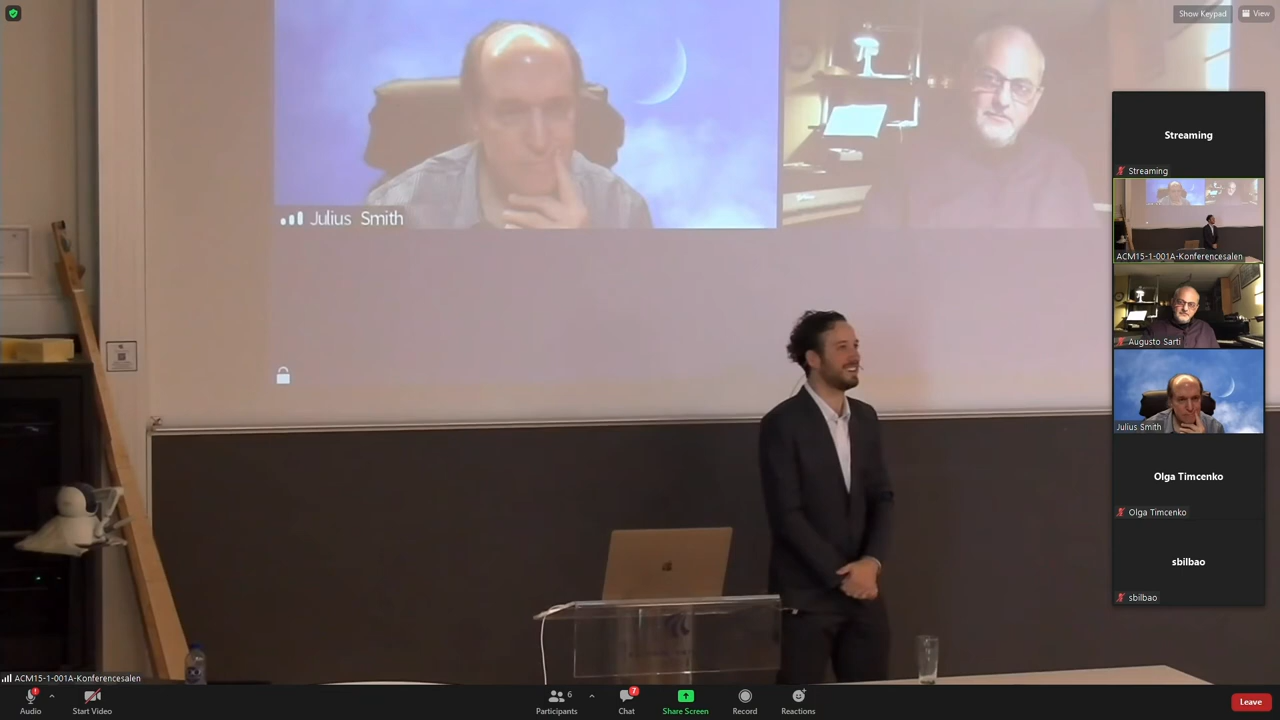 Show Keypad
View
Streaming
Streaming
ACM15-1-001A-Konferencesalen
Augusto Sarti
Julius Smith
Olga Timcenko
Olga Timcenko
sbilbao
sbilbao
Julius Smith
ACM15-1-001A-Konferencesalen
Audio
Start Video
6
Participants
7
Chat
Share Screen
Record
Reactions
Leave